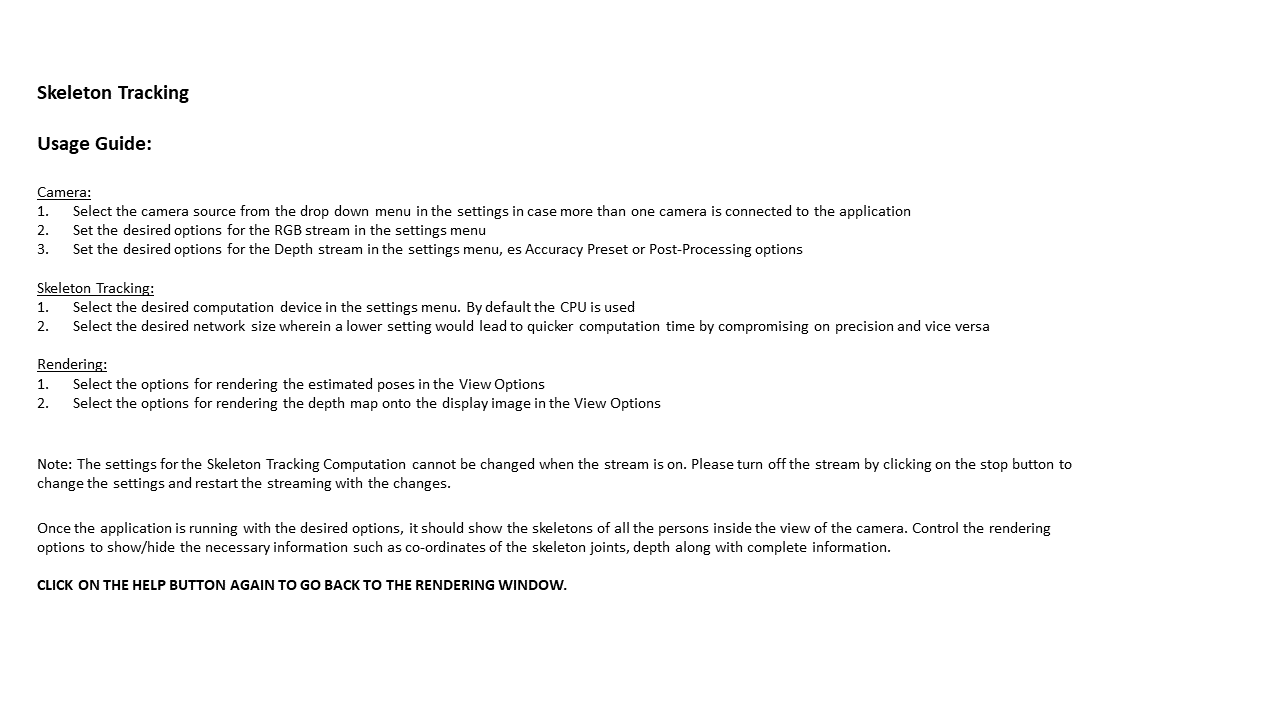 Skeleton Tracking
Usage Guide:
Camera:
1. Select the camera source from the drop down menu in the settings in case more than one camera is connected to the application
2. Set the desired options for the RGB stream in the settings menu
3. Set the desired options for the Depth stream in the settings menu, es Accuracy Preset or Post-Processing options
Skeleton Tracking:
1. Select the desired computation device in the settings menu. By default the CPU is used
2. Select the desired network size wherein a lower setting would lead to quicker computation time by compromising on precision and vice versa
Rendering:
1. Select the options for rendering the estimated poses in the View Options
2. Select the options for rendering the depth map onto the display image in the View Options
Note: The settings for the Skeleton Tracking Computation cannot be changed when the stream is on. Please turn off the stream by clicking on the stop button to
change the settings and restart the streaming with the changes.
Once the application is running with the desired options, it should show the skeletons of all the persons inside the view of the camera. Control the rendering
options to show/hide the necessary information such as co-ordinates of the skeleton joints, depth along with complete information.
CLICK ON THE HELP BUTTON AGAIN TO GO BACK TO THE RENDERING WINDOW.